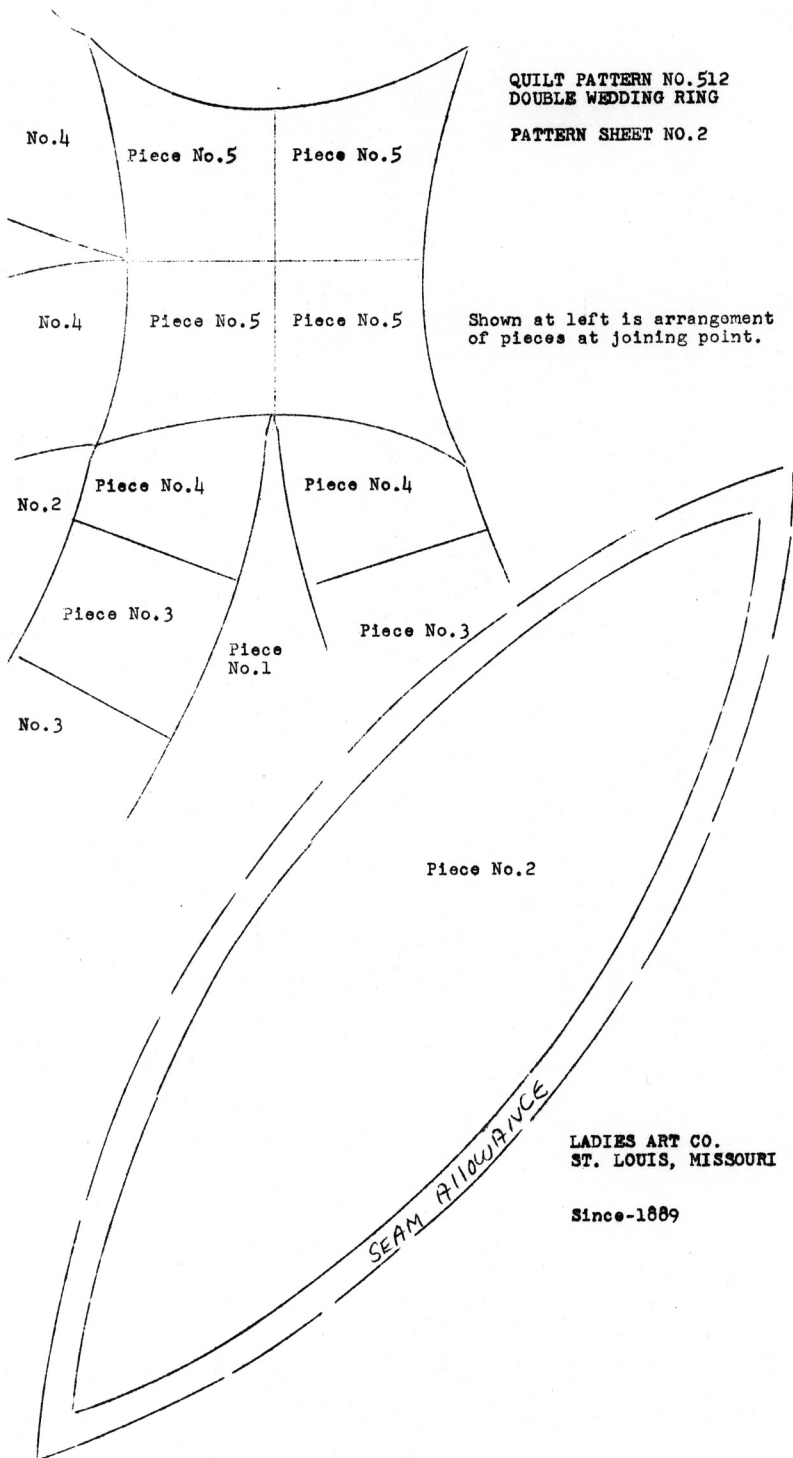 QUILT PATTERN NO.512
DOUBLE WEDDING RING
PATTERN SHEET NO.2
No.4
Piece No.5
Piece No.5
No.4
Piece No.5
Piece No.5
Shown at left is arrangement
of pieces at joining point.
No.2
Piece No.4
Piece No.4
Piece No.3
Piece
No.1
Piece No.3
No.3
Piece No.2
SEAM AllOWANCE
LADIES ART CO.
ST. LOUIS, MISSOURI
Since-1889